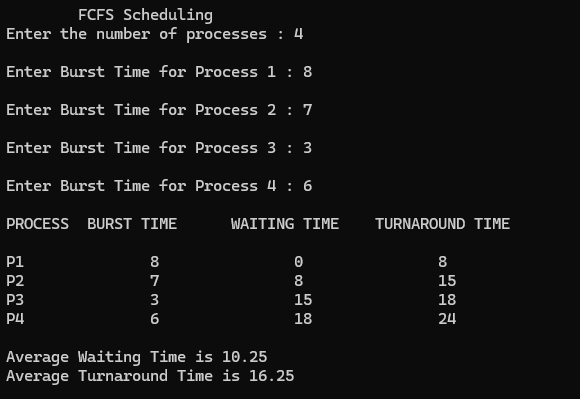 FCFS Scheduling
Enter the number of processes : 4
Enter Burst Time for Process 1 : 8
Enter Burst Time for Process 2 : 7
Enter Burst Time for Process 3 : 3
Enter Burst Time for Process 4 : 6
PROCESS  BURST TIME      WAITING TIME    TURNAROUND TIME
P1              8               0               8
P2              7               8               15
P3              3               15              18
P4              6               18              24
Average Waiting Time is 10.25
Average Turnaround Time is 16.25